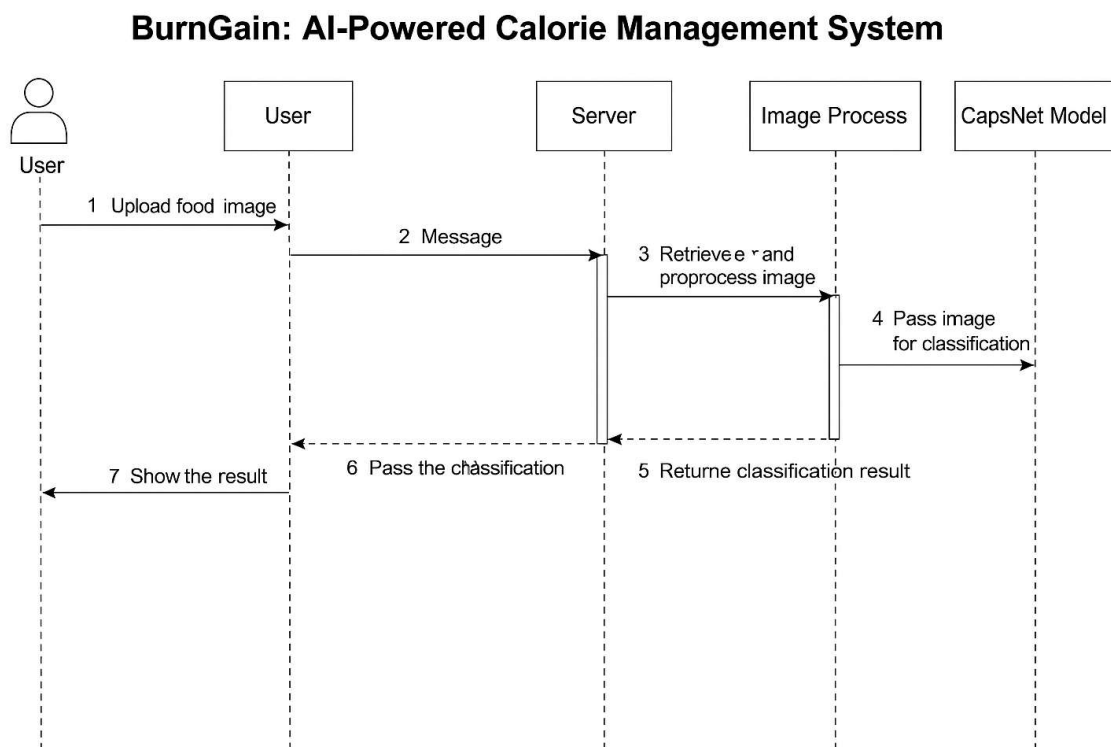 BurnGain: AI-Powered Calorie Management System
User
User
Server
Image Process
CapsNet Model
1 Upload food image
2 Message
3 Retrievee r and
proprocess image
4 Pass image
for classification
5 Returne classification result
6 Pass the chassification
7 Show the result